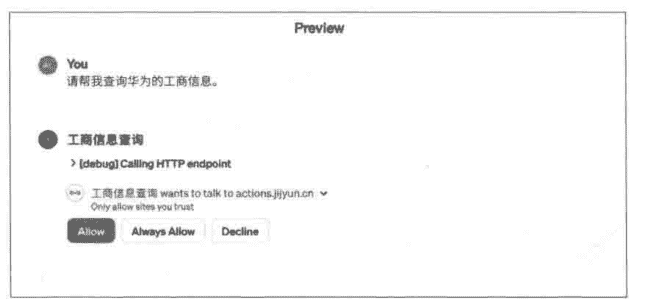 Preview
You
请帮我查询华为的工商信息。
工商信息查询
> [debug] Calling HTTP endpoint
工商信息查询 wants to talk to actions.jijyun.cn
Only allow sites you trust
Allow Always Allow Decline